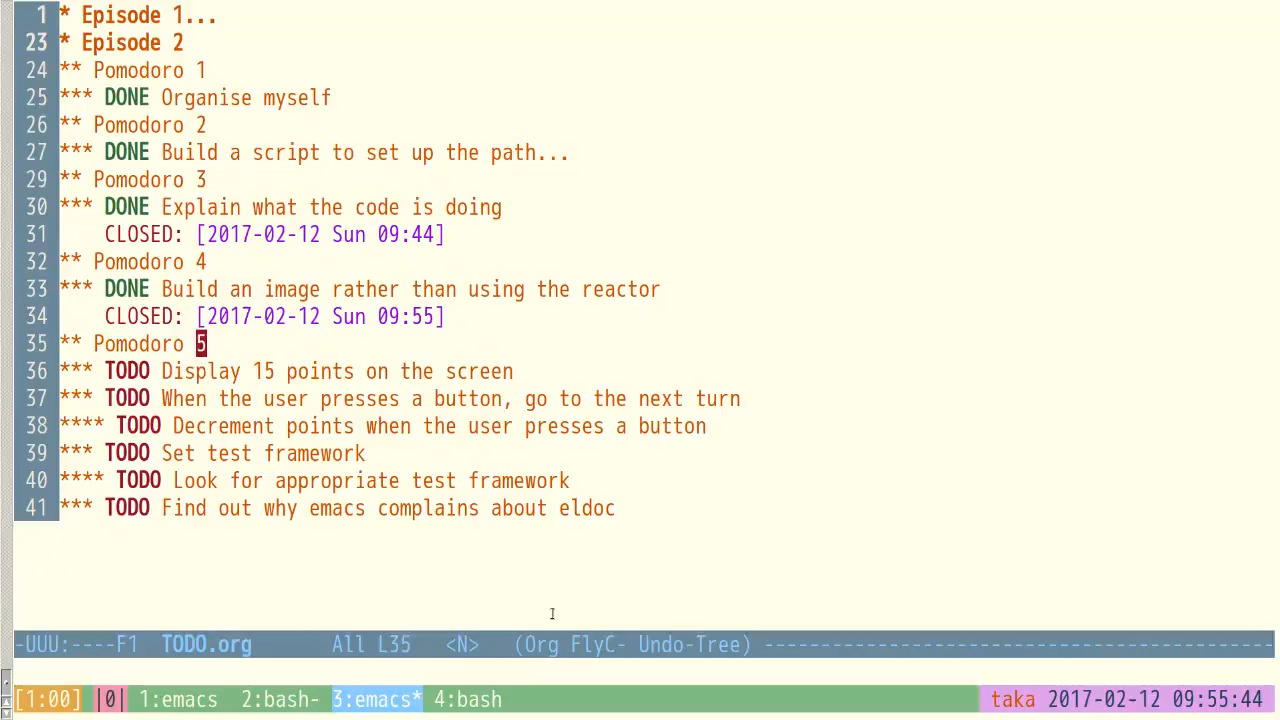 1 * Episode 1...
23 * Episode 2
24 ** Pomodoro 1
25 *** DONE Organise myself
26 ** Pomodoro 2
27 *** DONE Build a script to set up the path...
29 ** Pomodoro 3
30 *** DONE Explain what the code is doing
31 CLOSED: [2017-02-12 Sun 09:44]
32 ** Pomodoro 4
33 *** DONE Build an image rather than using the reactor
34 CLOSED: [2017-02-12 Sun 09:55]
35 ** Pomodoro 5
36 *** TODO Display 15 points on the screen
37 *** TODO When the user presses a button, go to the next turn
38 **** TODO Decrement points when the user presses a button
39 *** TODO Set test framework
40 **** TODO Look for appropriate test framework
41 *** TODO Find out why emacs complains about eldoc
-UUU:----F1 TODO.org All L35 <N> (Org FlyC- Undo-Tree) ---------------------------------------------
[1:00] |0| 1:emacs 2:bash- 3:emacs* 4:bash taka 2017-02-12 09:55:44